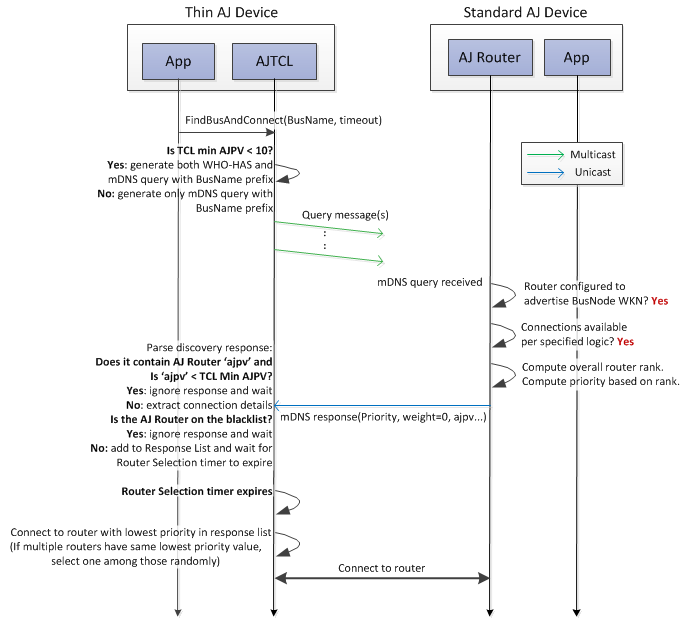 Thin AJ Device
Standard AJ Device
App
AJTCL
AJ Router
App
FindBusAndConnect(BusName, timeout)
Is TCL min AJPV < 10?
Yes: generate both WHO-HAS and
mDNS query with BusName prefix
No: generate only mDNS query with
BusName prefix
Multicast
Unicast
Query message(s)
:
:
mDNS query received
Router configured to
advertise BusNode WKN? Yes
Connections available
per specified logic? Yes
Compute overall router rank.
Compute priority based on rank.
Parse discovery response:
Does it contain AJ Router ‘ajpv’ and
Is ‘ajpv’ < TCL Min AJPV?
Yes: ignore response and wait
No: extract connection details
mDNS response(Priority, weight=0, ajpv...)
Is the AJ Router on the blacklist?
Yes: ignore response and wait
No: add to Response List and wait for
Router Selection timer to expire
Router Selection timer expires
Connect to router with lowest priority in response list
(If multiple routers have same lowest priority value,
select one among those randomly)
Connect to router